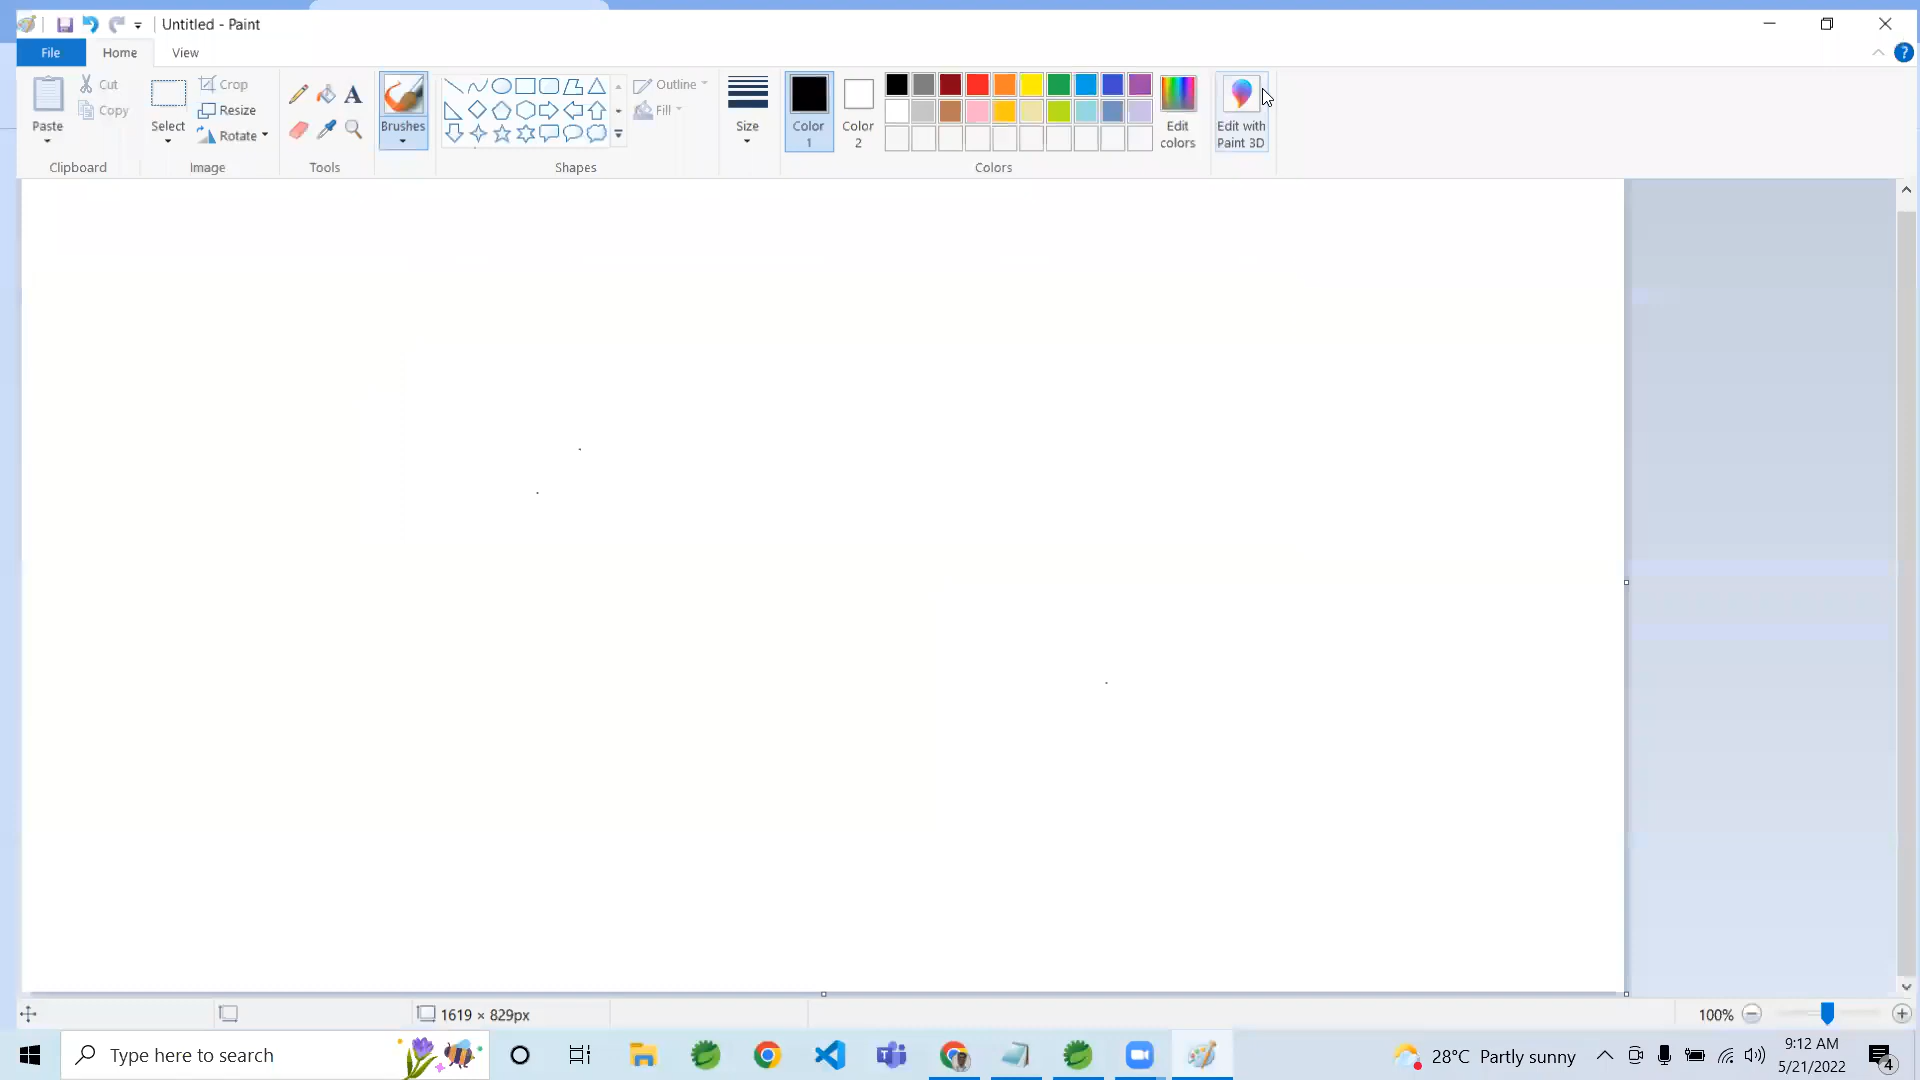 Untitled - Paint
File Home View
Paste
Cut
Copy
Clipboard
Select
Crop
Resize
Rotate
Image
Tools
Brushes
Shapes
Outline
Fill
Size
Color 1
Color 2
Edit colors
Colors
Edit with Paint 3D
1619 × 829px
100%
Type here to search
28°C Partly sunny
9:12 AM
5/21/2022
4